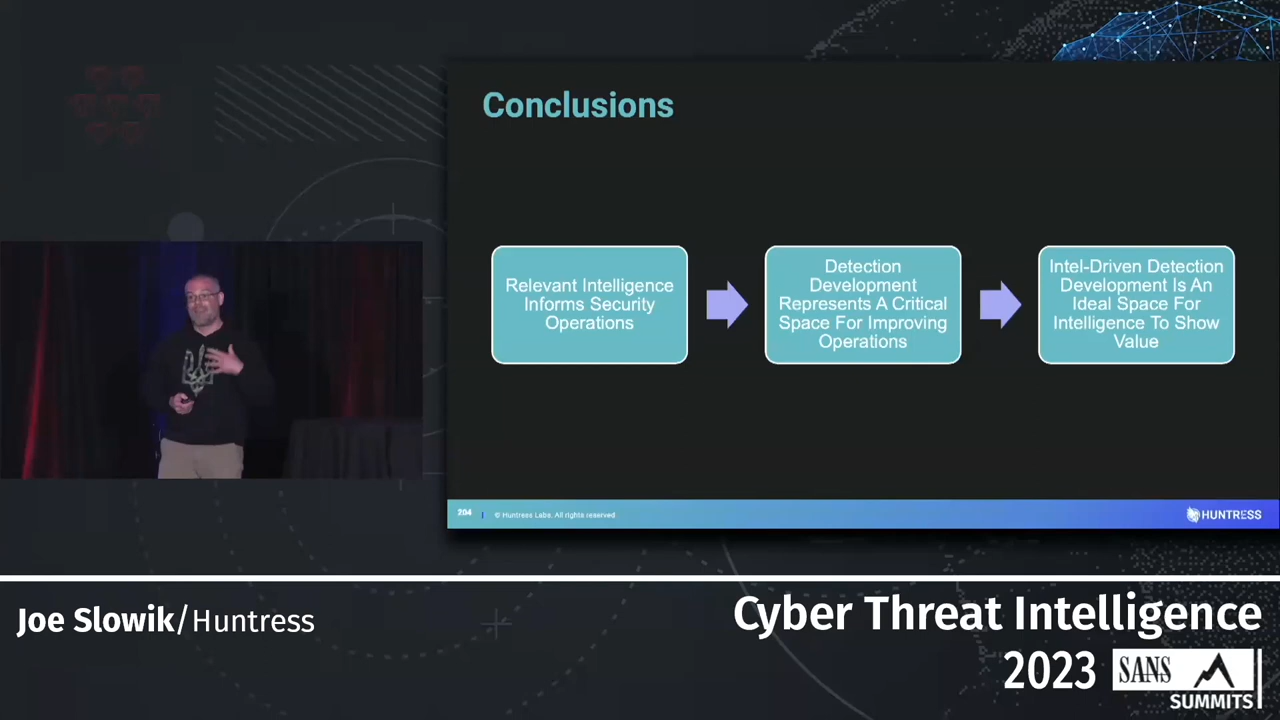 Conclusions
Relevant Intelligence
Informs Security
Operations
Detection
Development
Represents A Critical
Space For Improving
Operations
Intel-Driven Detection
Development Is An
Ideal Space For
Intelligence To Show
Value
204 | © Huntress Labs. All rights reserved
HUNTRESS
Joe Slowik/Huntress
Cyber Threat Intelligence
2023
SANS
SUMMITS